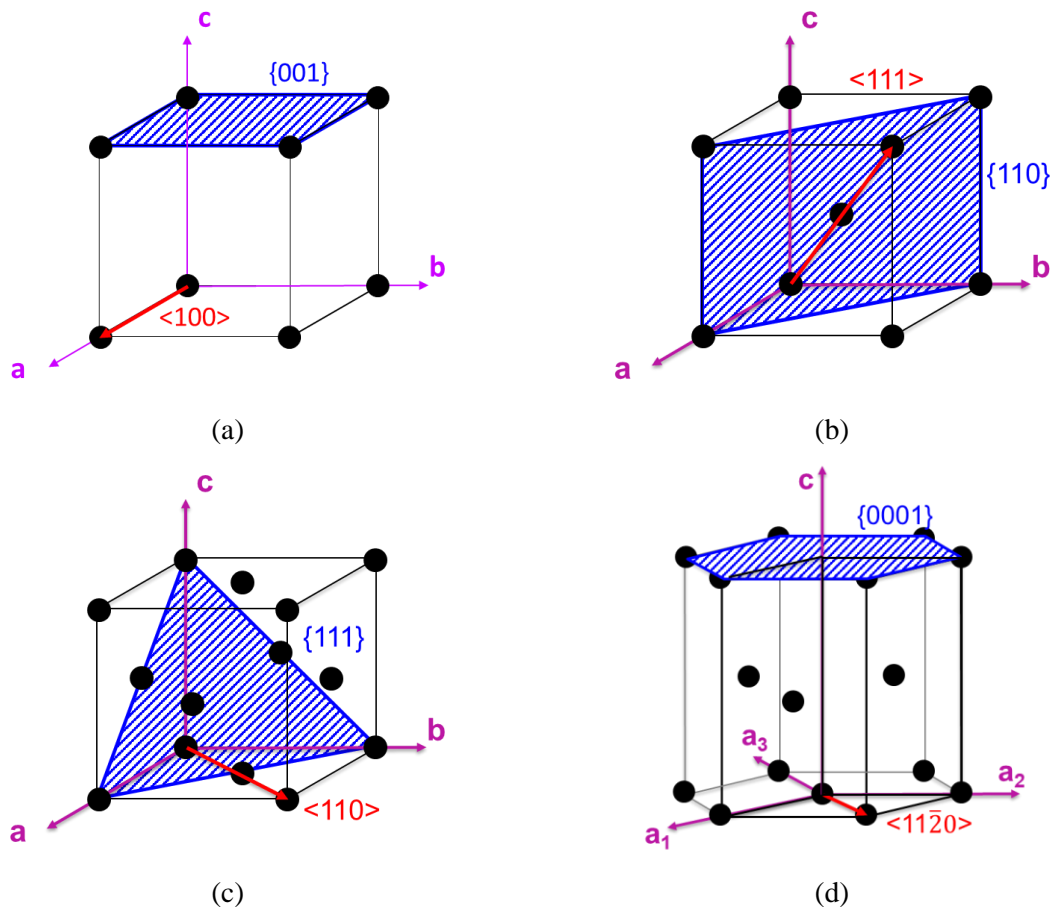 c
{001}
b
<100>
a
(a)
c
<111>
{110}
b
a
(b)
c
{111}
b
<110>
a
(c)
c
{0001}
a₃
a₂
<112̄0>
a₁
(d)